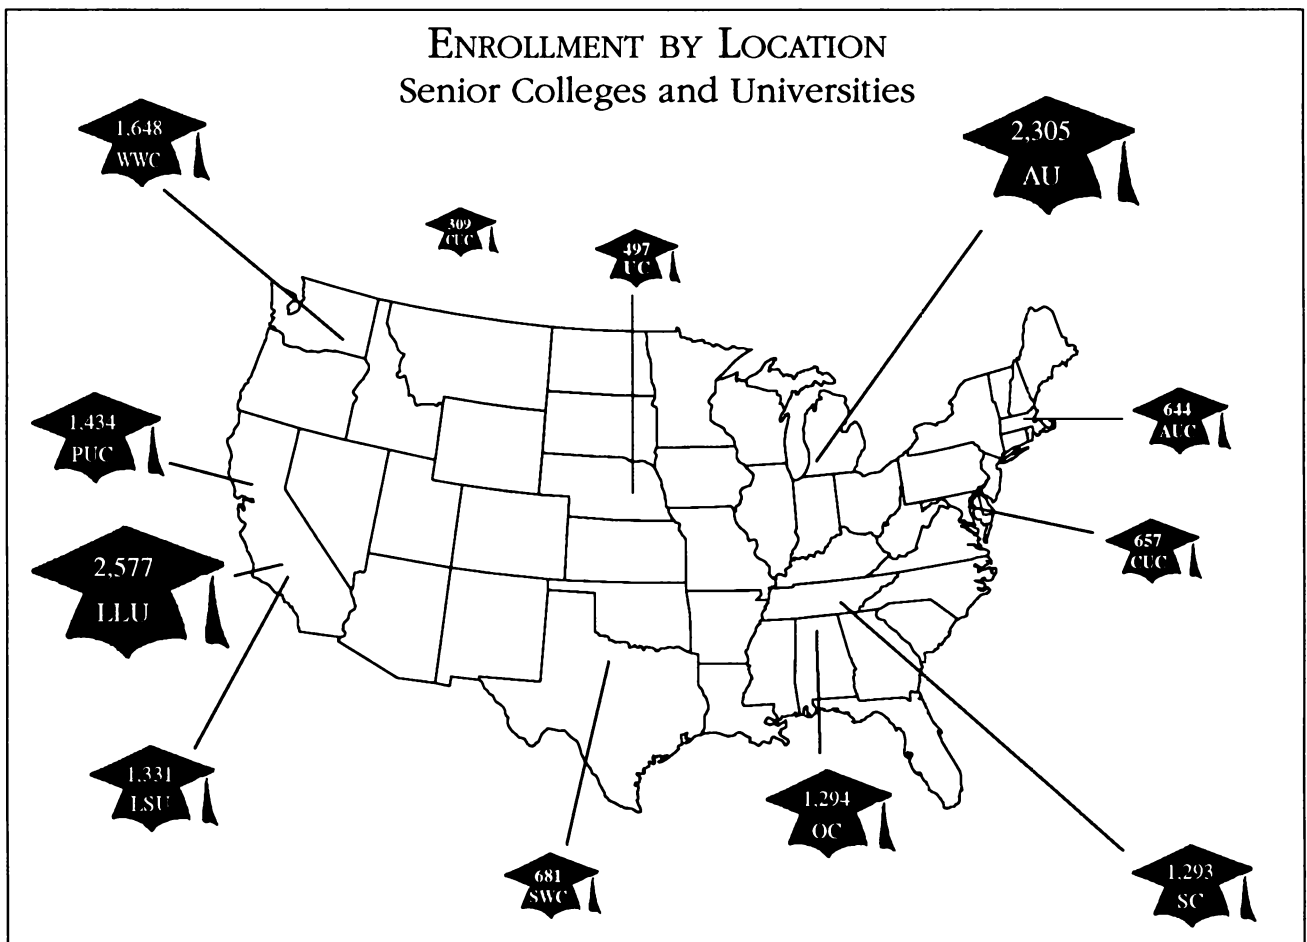 ENROLLMENT BY LOCATION
Senior Colleges and Universities
1,648
WWC
2,305
AU
309
CUC
497
UC
1,434
PUC
644
AUC
2,577
LLU
657
CUC
1,331
LSU
1,294
OC
681
SWC
1,293
SC